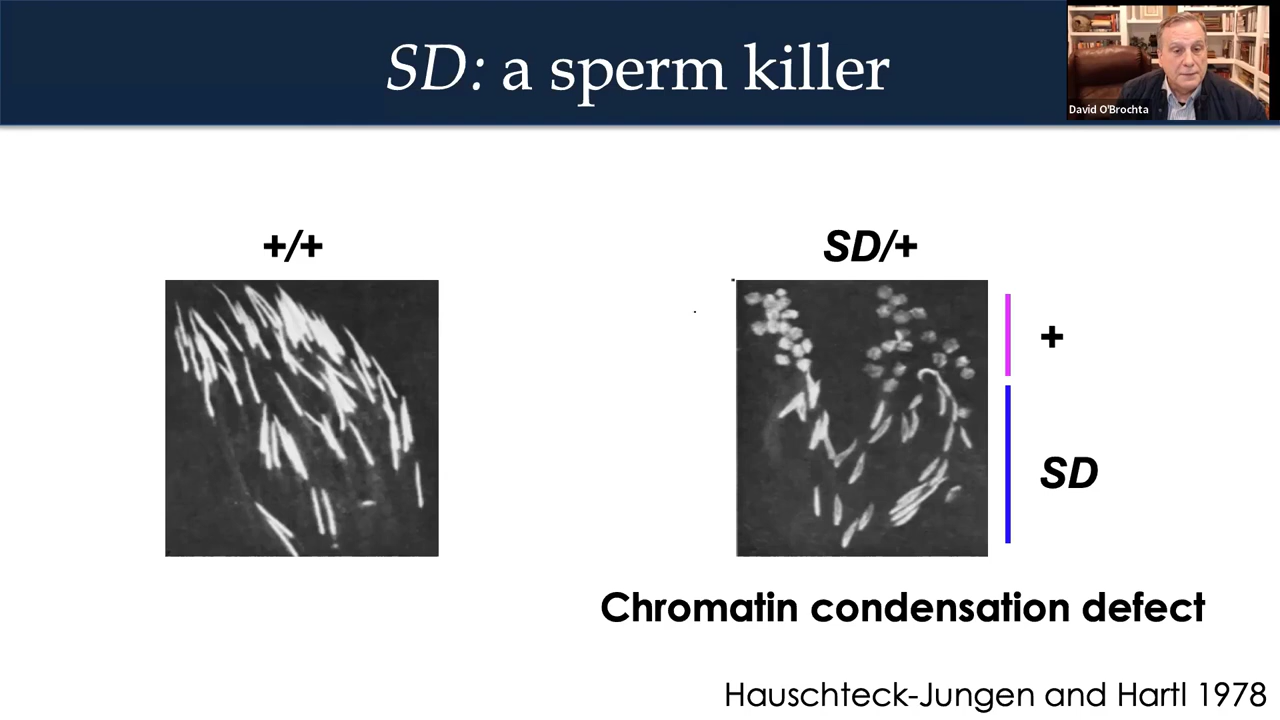 SD: a sperm killer
David O'Brochta
+/+
SD/+
+
SD
Chromatin condensation defect
Hauschteck-Jungen and Hartl 1978